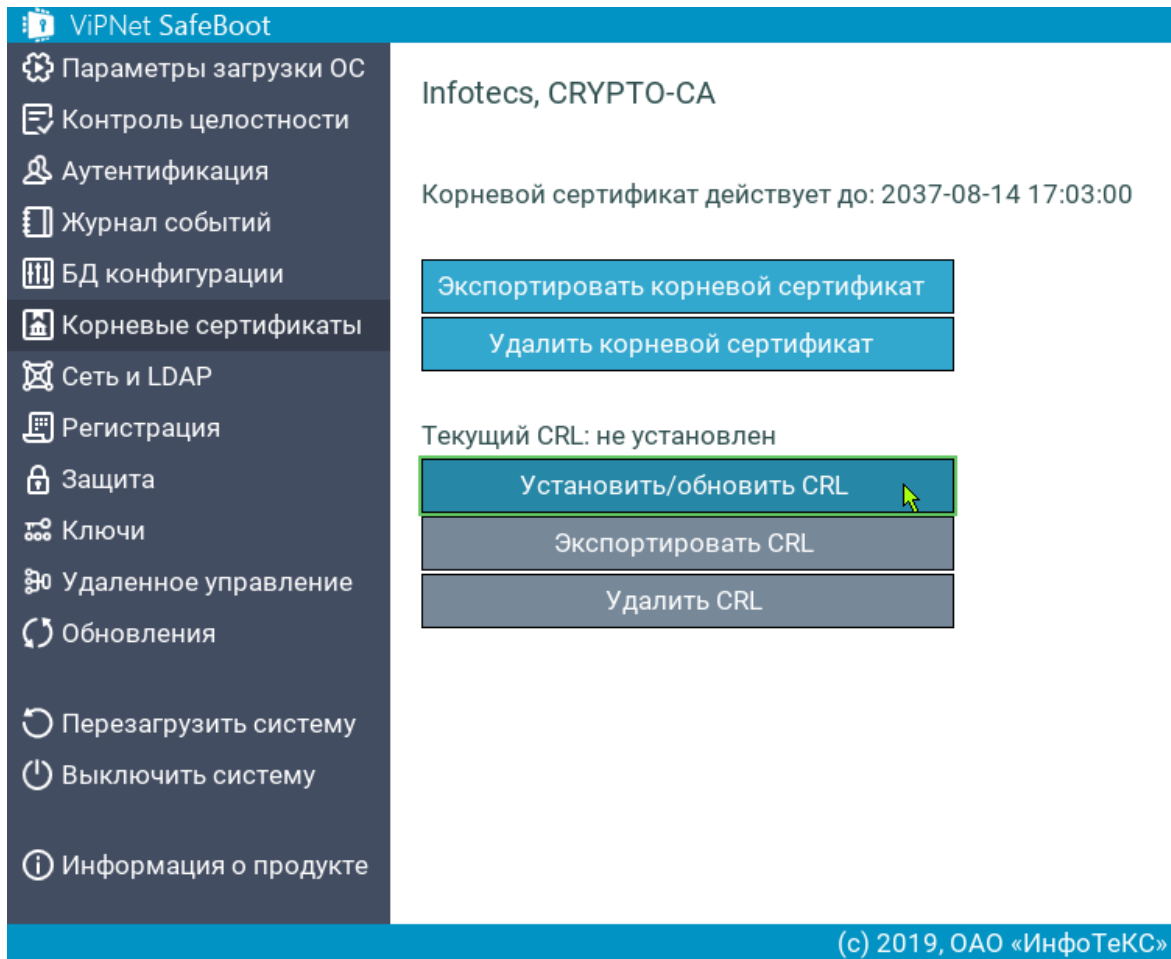 ViPNet SafeBoot
Параметры загрузки ОС
Контроль целостности
Аутентификация
Журнал событий
БД конфигурации
Корневые сертификаты
Сеть и LDAP
Регистрация
Защита
Ключи
Удаленное управление
Обновления
Перезагрузить систему
Выключить систему
Информация о продукте
Infotecs, CRYPTO-CA
Корневой сертификат действует до: 2037-08-14 17:03:00
Экспортировать корневой сертификат
Удалить корневой сертификат
Текущий CRL: не установлен
Установить/обновить CRL
Экспортировать CRL
Удалить CRL
(c) 2019, ОАО «ИнфоТеКС»